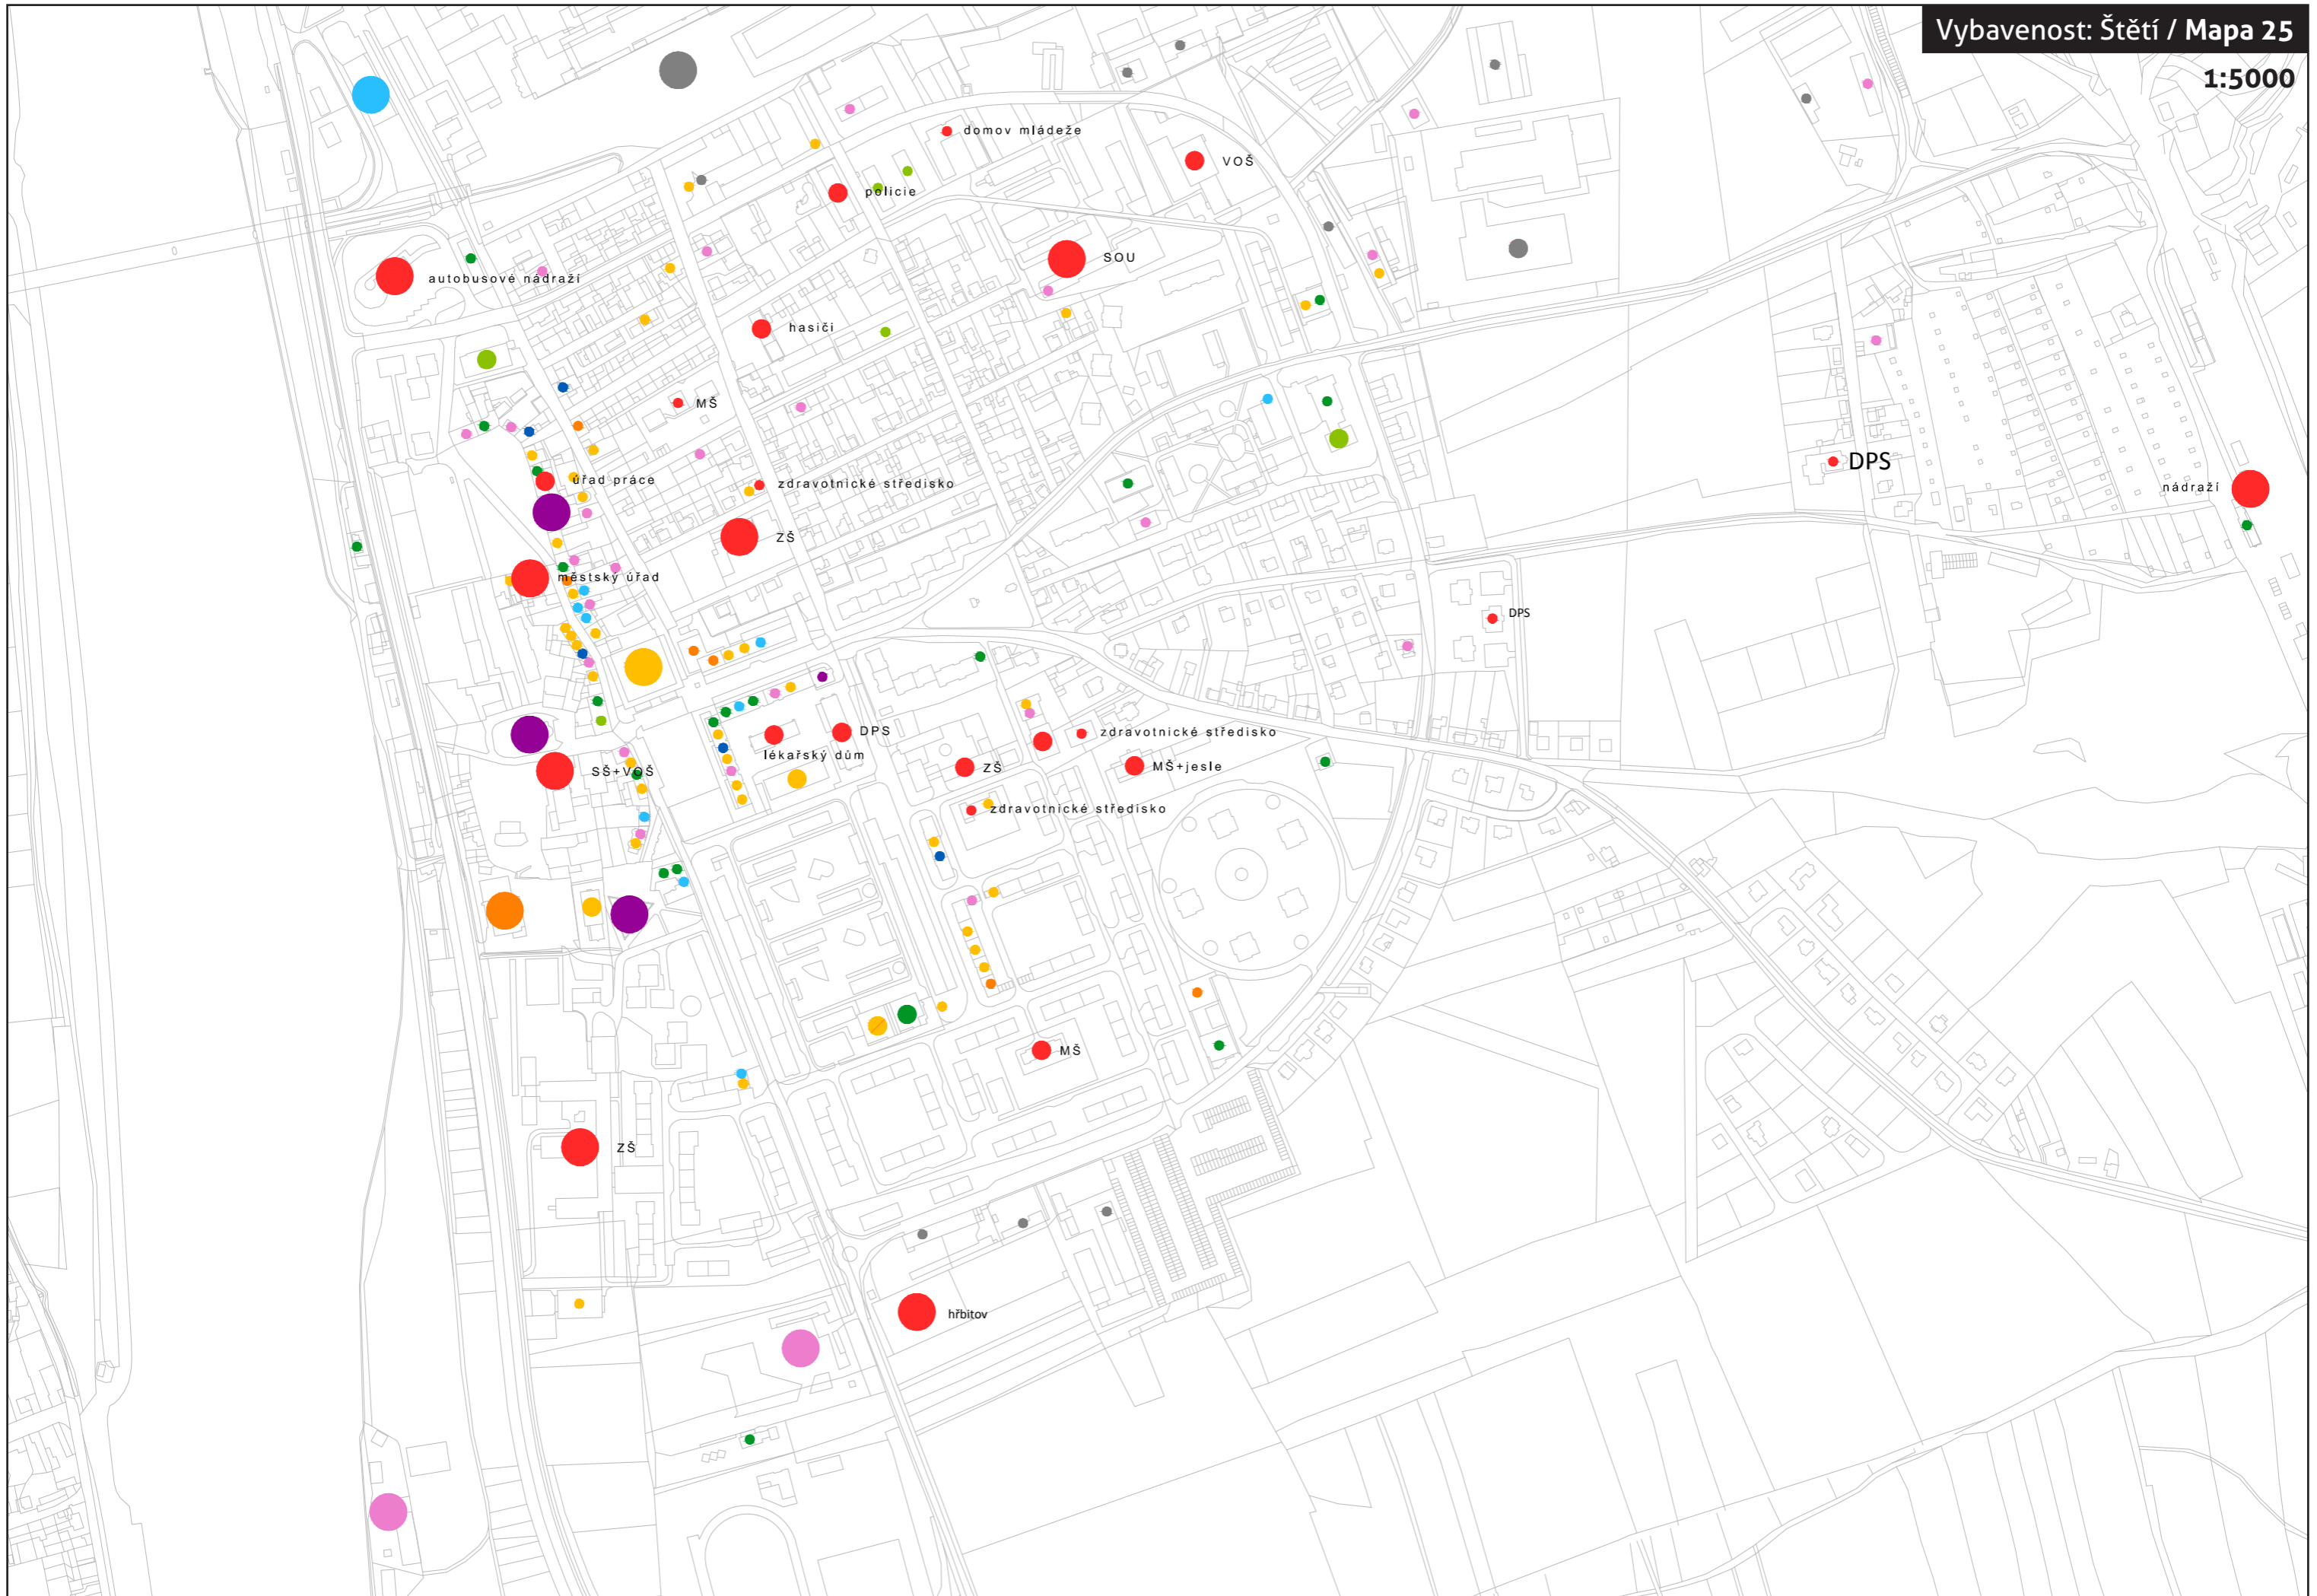 Vybavenost: Štětí / Mapa 25
1:5000
domov mládeže
VOŠ
policie
SOU
autobusové nádraží
hasiči
MŠ
DPS
úřad práce
zdravotnické středisko
nádraží
ZŠ
městský úřad
DPS
DPS
zdravotnické středisko
lékařský dům
ZŠ
MŠ+jesle
SŠ+VOŠ
zdravotnické středisko
MŠ
ZŠ
hřbitov